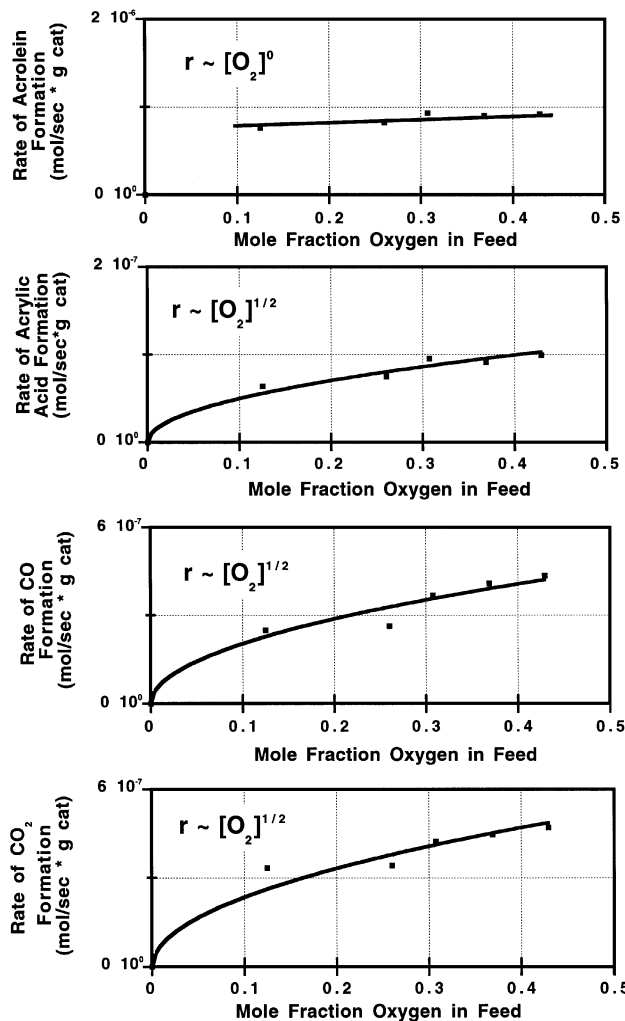 2 10⁻⁶
r ~ [O₂]⁰
Rate of Acrolein
Formation
(mol/sec * g cat)
0 10⁰
0 0.1 0.2 0.3 0.4 0.5
Mole Fraction Oxygen in Feed
2 10⁻⁷
r ~ [O₂]¹/²
Rate of Acrylic
Acid Formation
(mol/sec*g cat)
0 10⁰
0 0.1 0.2 0.3 0.4 0.5
Mole Fraction Oxygen in Feed
6 10⁻⁷
r ~ [O₂]¹/²
Rate of CO
Formation
(mol/sec * g cat)
0 10⁰
0 0.1 0.2 0.3 0.4 0.5
Mole Fraction Oxygen in Feed
6 10⁻⁷
r ~ [O₂]¹/²
Rate of CO₂
Formation
(mol/sec * g cat)
0 10⁰
0 0.1 0.2 0.3 0.4 0.5
Mole Fraction Oxygen in Feed